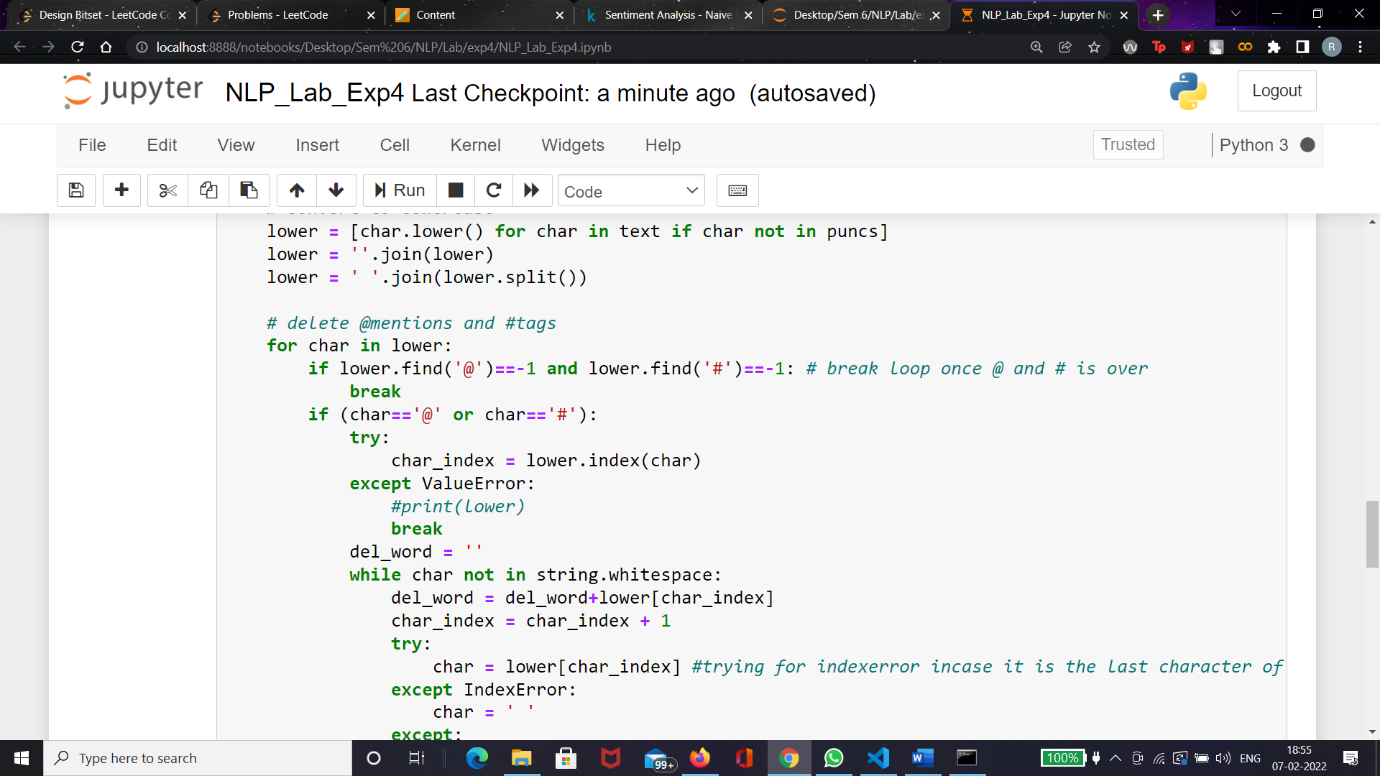 Design Bitset - LeetCode Co
Problems - LeetCode
Content
Sentiment Analysis - Naive
Desktop/Sem 6/NLP/Lab/ex
NLP_Lab_Exp4 - Jupyter No
localhost:8888/notebooks/Desktop/Sem%206/NLP/Lab/exp4/NLP_Lab_Exp4.ipynb
R
jupyter NLP_Lab_Exp4 Last Checkpoint: a minute ago (autosaved)
Logout
File Edit View Insert Cell Kernel Widgets Help
Trusted
Python 3
Run
Code
lower = [char.lower() for char in text if char not in puncs]
lower = ''.join(lower)
lower = ' '.join(lower.split())
# delete @mentions and #tags
for char in lower:
if lower.find('@')==-1 and lower.find('#')==-1: # break loop once @ and # is over
break
if (char=='@' or char=='#'):
try:
char_index = lower.index(char)
except ValueError:
#print(lower)
break
del_word = ''
while char not in string.whitespace:
del_word = del_word+lower[char_index]
char_index = char_index + 1
try:
char = lower[char_index] #trying for indexerror incase it is the last character of
except IndexError:
char = ' '
except:
Type here to search
99+
100%
ENG
18:55
07-02-2022